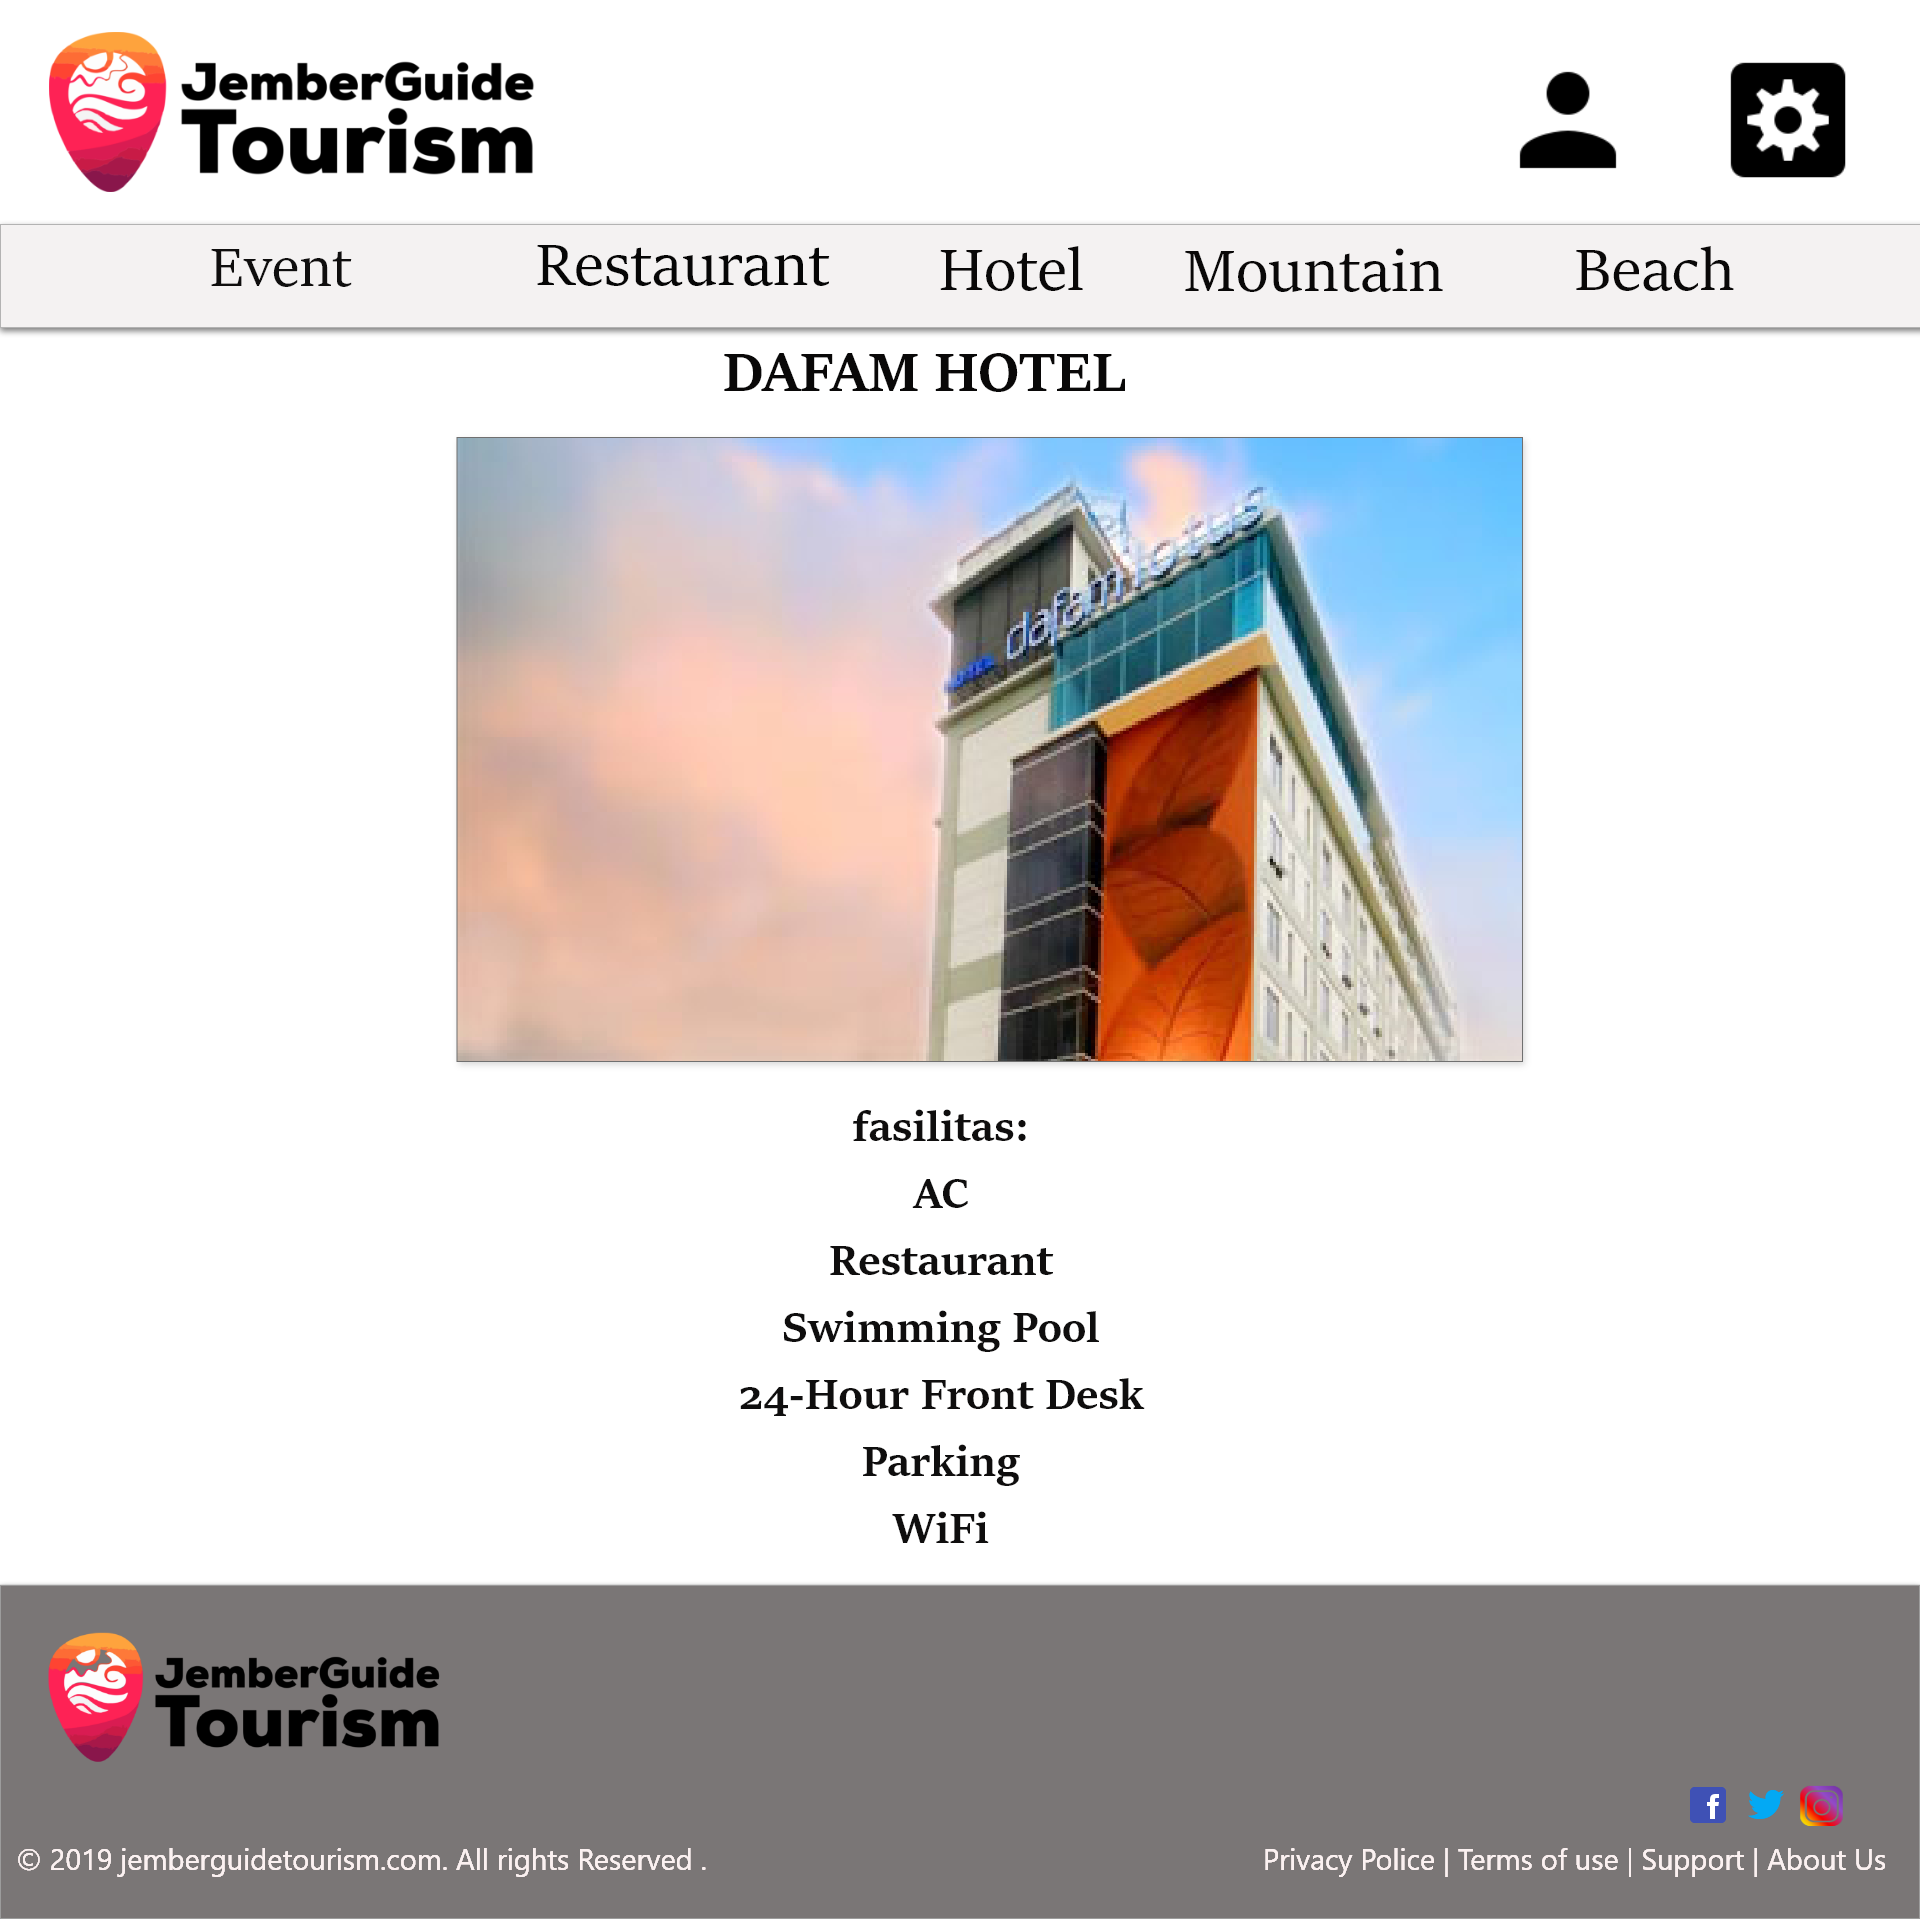 JemberGuide
Tourism
Event Restaurant Hotel Mountain Beach
DAFAM HOTEL
dafam lotus
fasilitas:
AC
Restaurant
Swimming Pool
24-Hour Front Desk
Parking
WiFi
JemberGuide
Tourism
© 2019 jemberguidetourism.com. All rights Reserved .
Privacy Police | Terms of use | Support | About Us